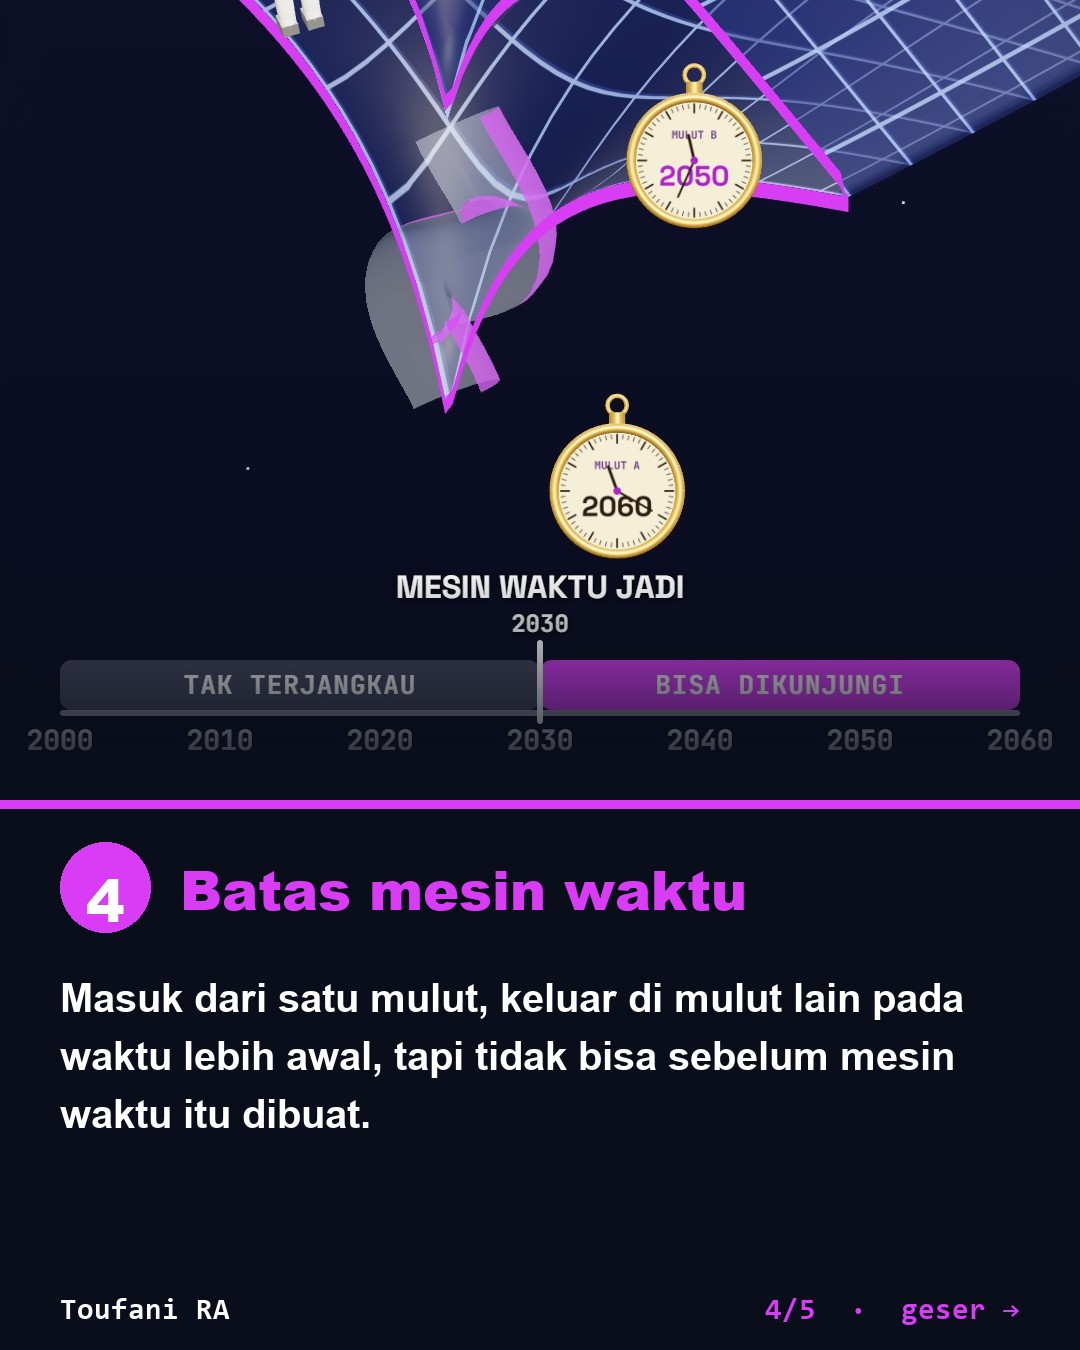 MULUT B
2050
MULUT A
2060
MESIN WAKTU JADI
2030
TAK TERJANGKAU BISA DIKUNJUNGI
2000 2010 2020 2030 2040 2050 2060
4 Batas mesin waktu
Masuk dari satu mulut, keluar di mulut lain pada
waktu lebih awal, tapi tidak bisa sebelum mesin
waktu itu dibuat.
Toufani RA 4/5 · geser →